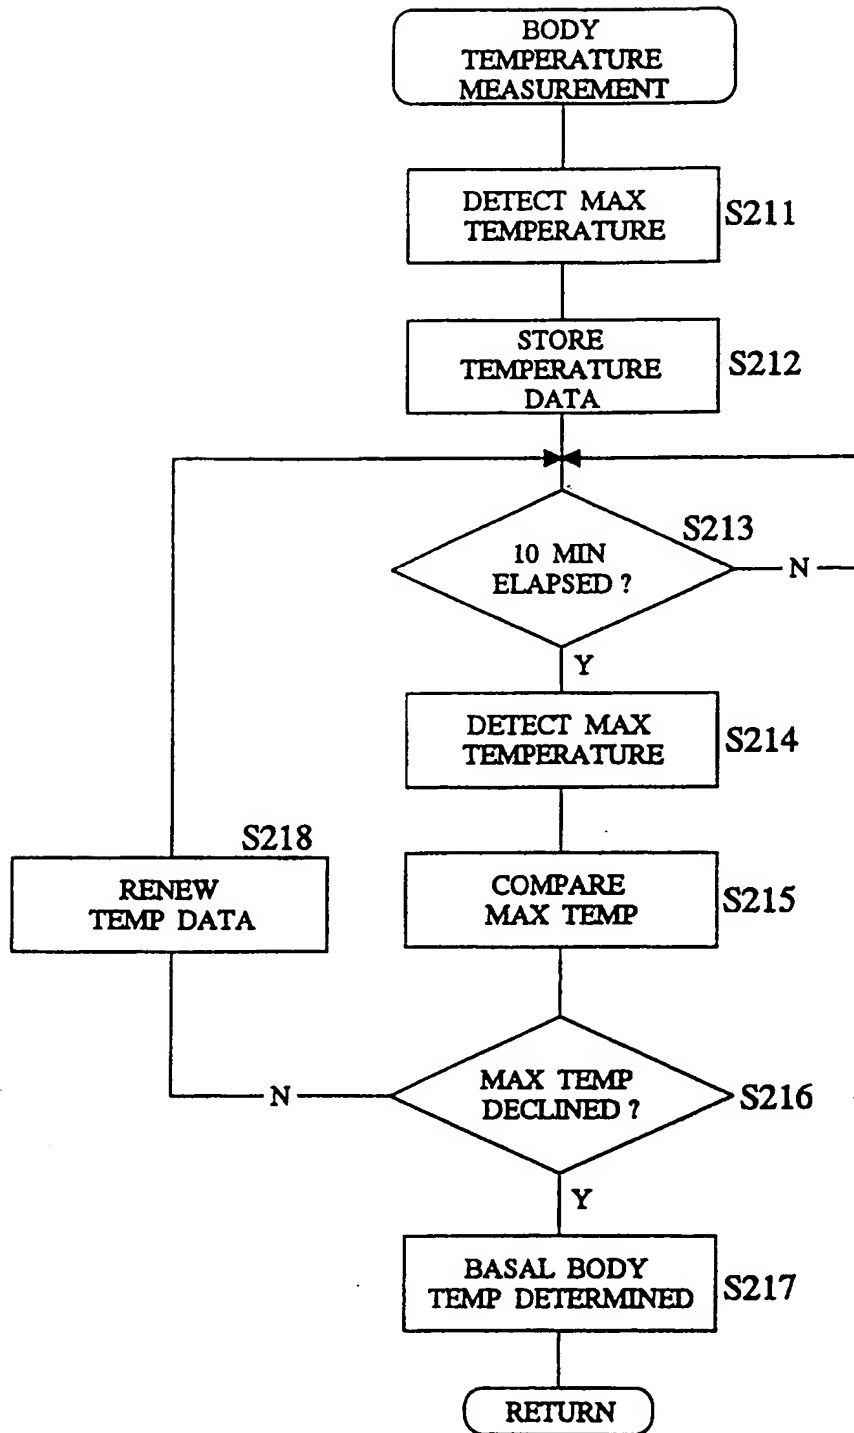 BODY
TEMPERATURE
MEASUREMENT
DETECT MAX
TEMPERATURE
S211
STORE
TEMPERATURE
DATA
S212
10 MIN
ELAPSED ?
S213
N
Y
DETECT MAX
TEMPERATURE
S214
S218
RENEW
TEMP DATA
COMPARE
MAX TEMP
S215
N
MAX TEMP
DECLINED ?
S216
Y
BASAL BODY
TEMP DETERMINED
S217
RETURN